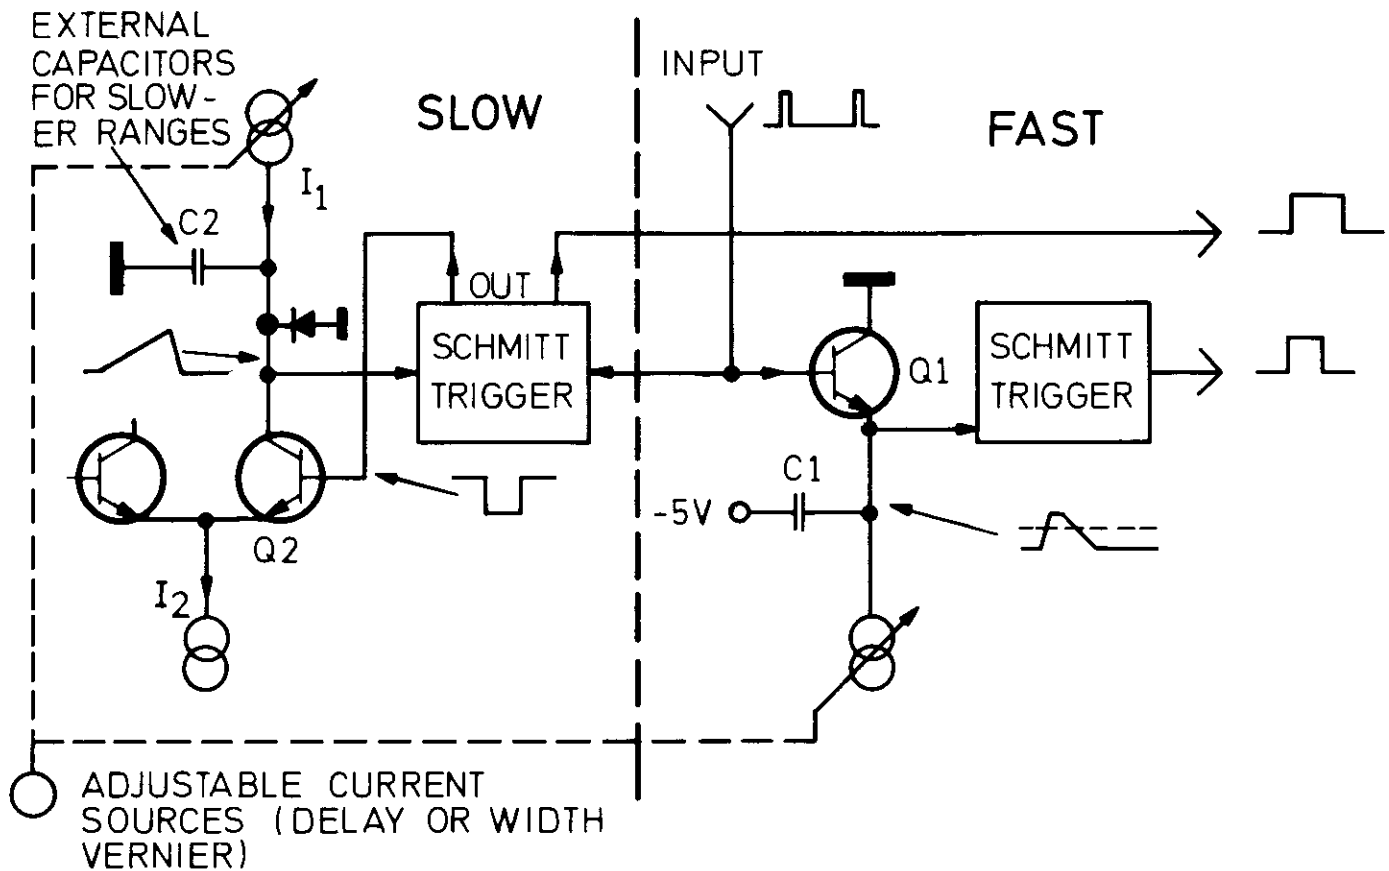 EXTERNAL
CAPACITORS
FOR SLOW-
ER RANGES
SLOW
INPUT
FAST
I1
C2
OUT
SCHMITT
TRIGGER
Q1
SCHMITT
TRIGGER
C1
-5V
Q2
I2
ADJUSTABLE CURRENT
SOURCES (DELAY OR WIDTH
VERNIER)